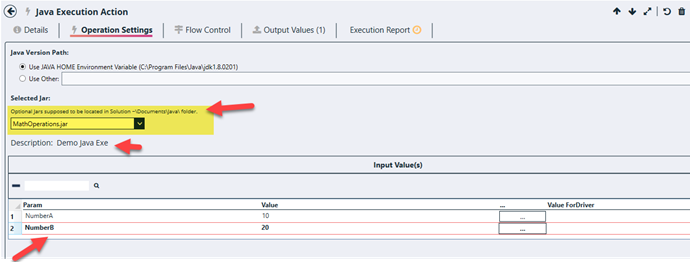 Java Execution Action
Details Operation Settings Flow Control Output Values (1) Execution Report
Java Version Path:
Use JAVA HOME Environment Variable (C:\Program Files\Java\jdk1.8.0201)
Use Other:
Selected Jar:
Optional Jars supposed to be located in Solution ~\Documents\Java\ folder.
MathOperations.jar
Description: Demo Java Exe
Input Value(s)
Param Value ... Value ForDriver
1 NumberA 10 ...
2 NumberB 20 ...